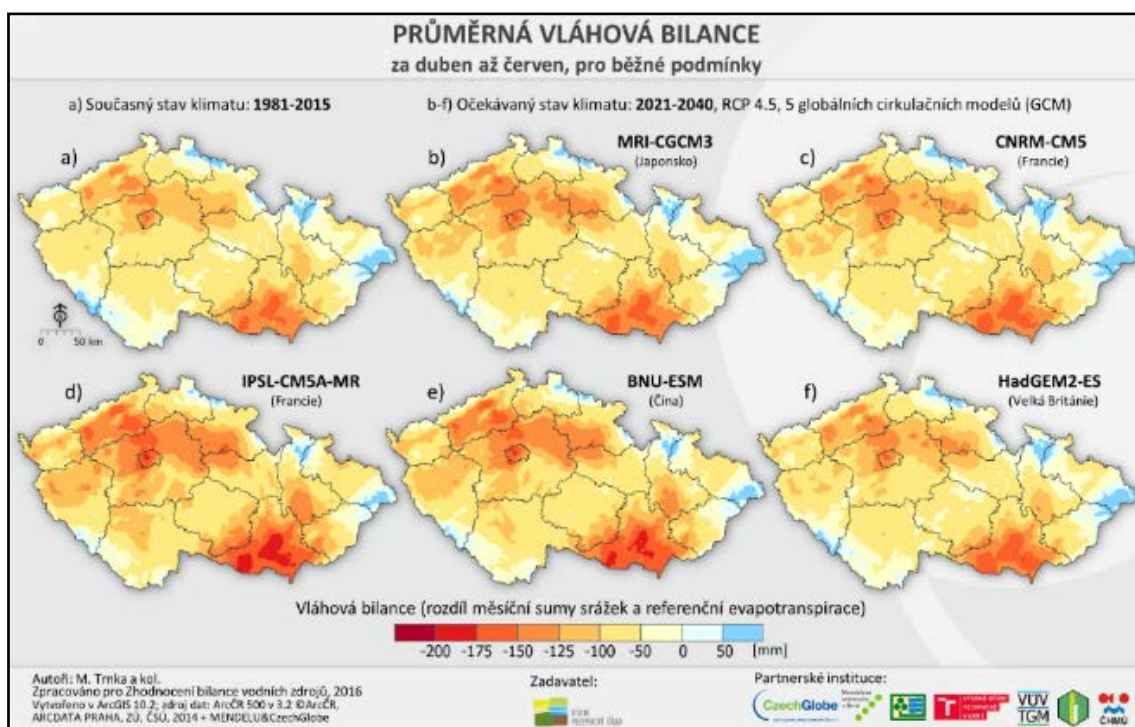 PRŮMĚRNÁ VLÁHOVÁ BILANCE
za duben až červen, pro běžné podmínky
a) Současný stav klimatu: 1981-2015
b-f) Očekávaný stav klimatu: 2021-2040, RCP 4.5, 5 globálních cirkulačních modelů (GCM)
a)
b)
MRI-CGCM3
(Japonsko)
c)
CNRM-CM5
(Francie)
0 50 km
d)
IPSL-CM5A-MR
(Francie)
e)
BNU-ESM
(Čína)
f)
HadGEM2-ES
(Velká Británie)
Vláhová bilance (rozdíl měsíční sumy srážek a referenční evapotranspirace)
-200 -175 -150 -125 -100 -50 0 50 [mm]
Autoři: M. Trnka a kol.
Zpracováno pro Zhodnocení bilance vodních zdrojů, 2016
Vytvořeno v ArcGIS 10.2; zdroj dat: ArcČR 500 v 3.2 ©ArcČR,
ARCDATA PRAHA, ZÚ, ČSÚ, 2014 + MENDELU&CzechGlobe
Zadavatel:
Partnerské instituce:
CzechGlobe
VÚV
TGM
ČHMÚ